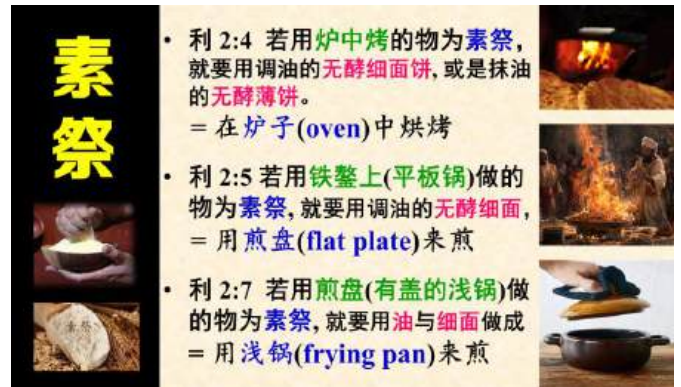 素
祭
• 利 2:4 若用炉中烤的物为素祭，
就要用调油的无酵细面饼, 或是抹油
的无酵薄饼。
= 在炉子(oven)中烘烤
• 利 2:5 若用铁鏊上(平板锅)做的
物为素祭, 就要用调油的无酵细面，
= 用煎盘(flat plate)来煎
• 利 2:7 若用煎盘(有盖的浅锅)做
的物为素祭, 就要用油与细面做成
= 用浅锅(frying pan)来煎
素祭